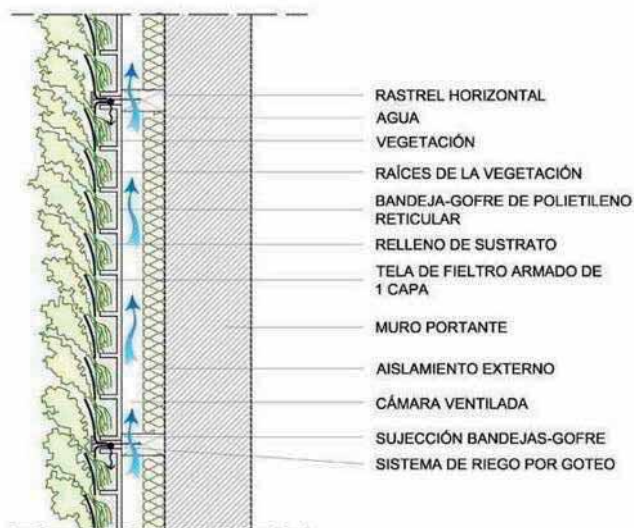 RASTREL HORIZONTAL
AGUA
VEGETACIÓN
RAÍCES DE LA VEGETACIÓN
BANDEJA-GOFRE DE POLIETILENO
RETICULAR
RELLENO DE SUSTRATO
TELA DE FIELTRO ARMADO DE
1 CAPA
MURO PORTANTE
AISLAMIENTO EXTERNO
CÁMARA VENTILADA
SUJECCIÓN BANDEJAS-GOFRE
SISTEMA DE RIEGO POR GOTEO